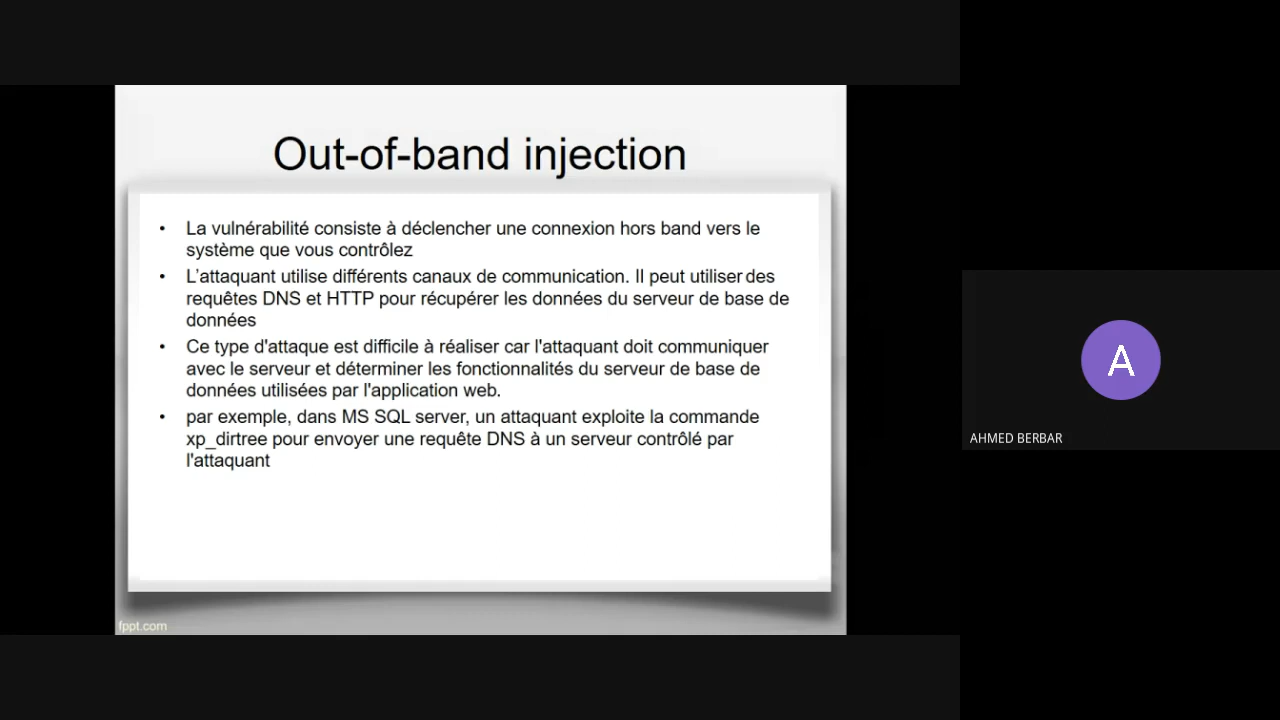 Out-of-band injection
• La vulnérabilité consiste à déclencher une connexion hors band vers le
système que vous contrôlez
• L'attaquant utilise différents canaux de communication. Il peut utiliser des
requêtes DNS et HTTP pour récupérer les données du serveur de base de
données
• Ce type d'attaque est difficile à réaliser car l'attaquant doit communiquer
avec le serveur et déterminer les fonctionnalités du serveur de base de
données utilisées par l'application web.
• par exemple, dans MS SQL server, un attaquant exploite la commande
xp_dirtree pour envoyer une requête DNS à un serveur contrôlé par
l'attaquant
fppt.com
A
AHMED BERBAR